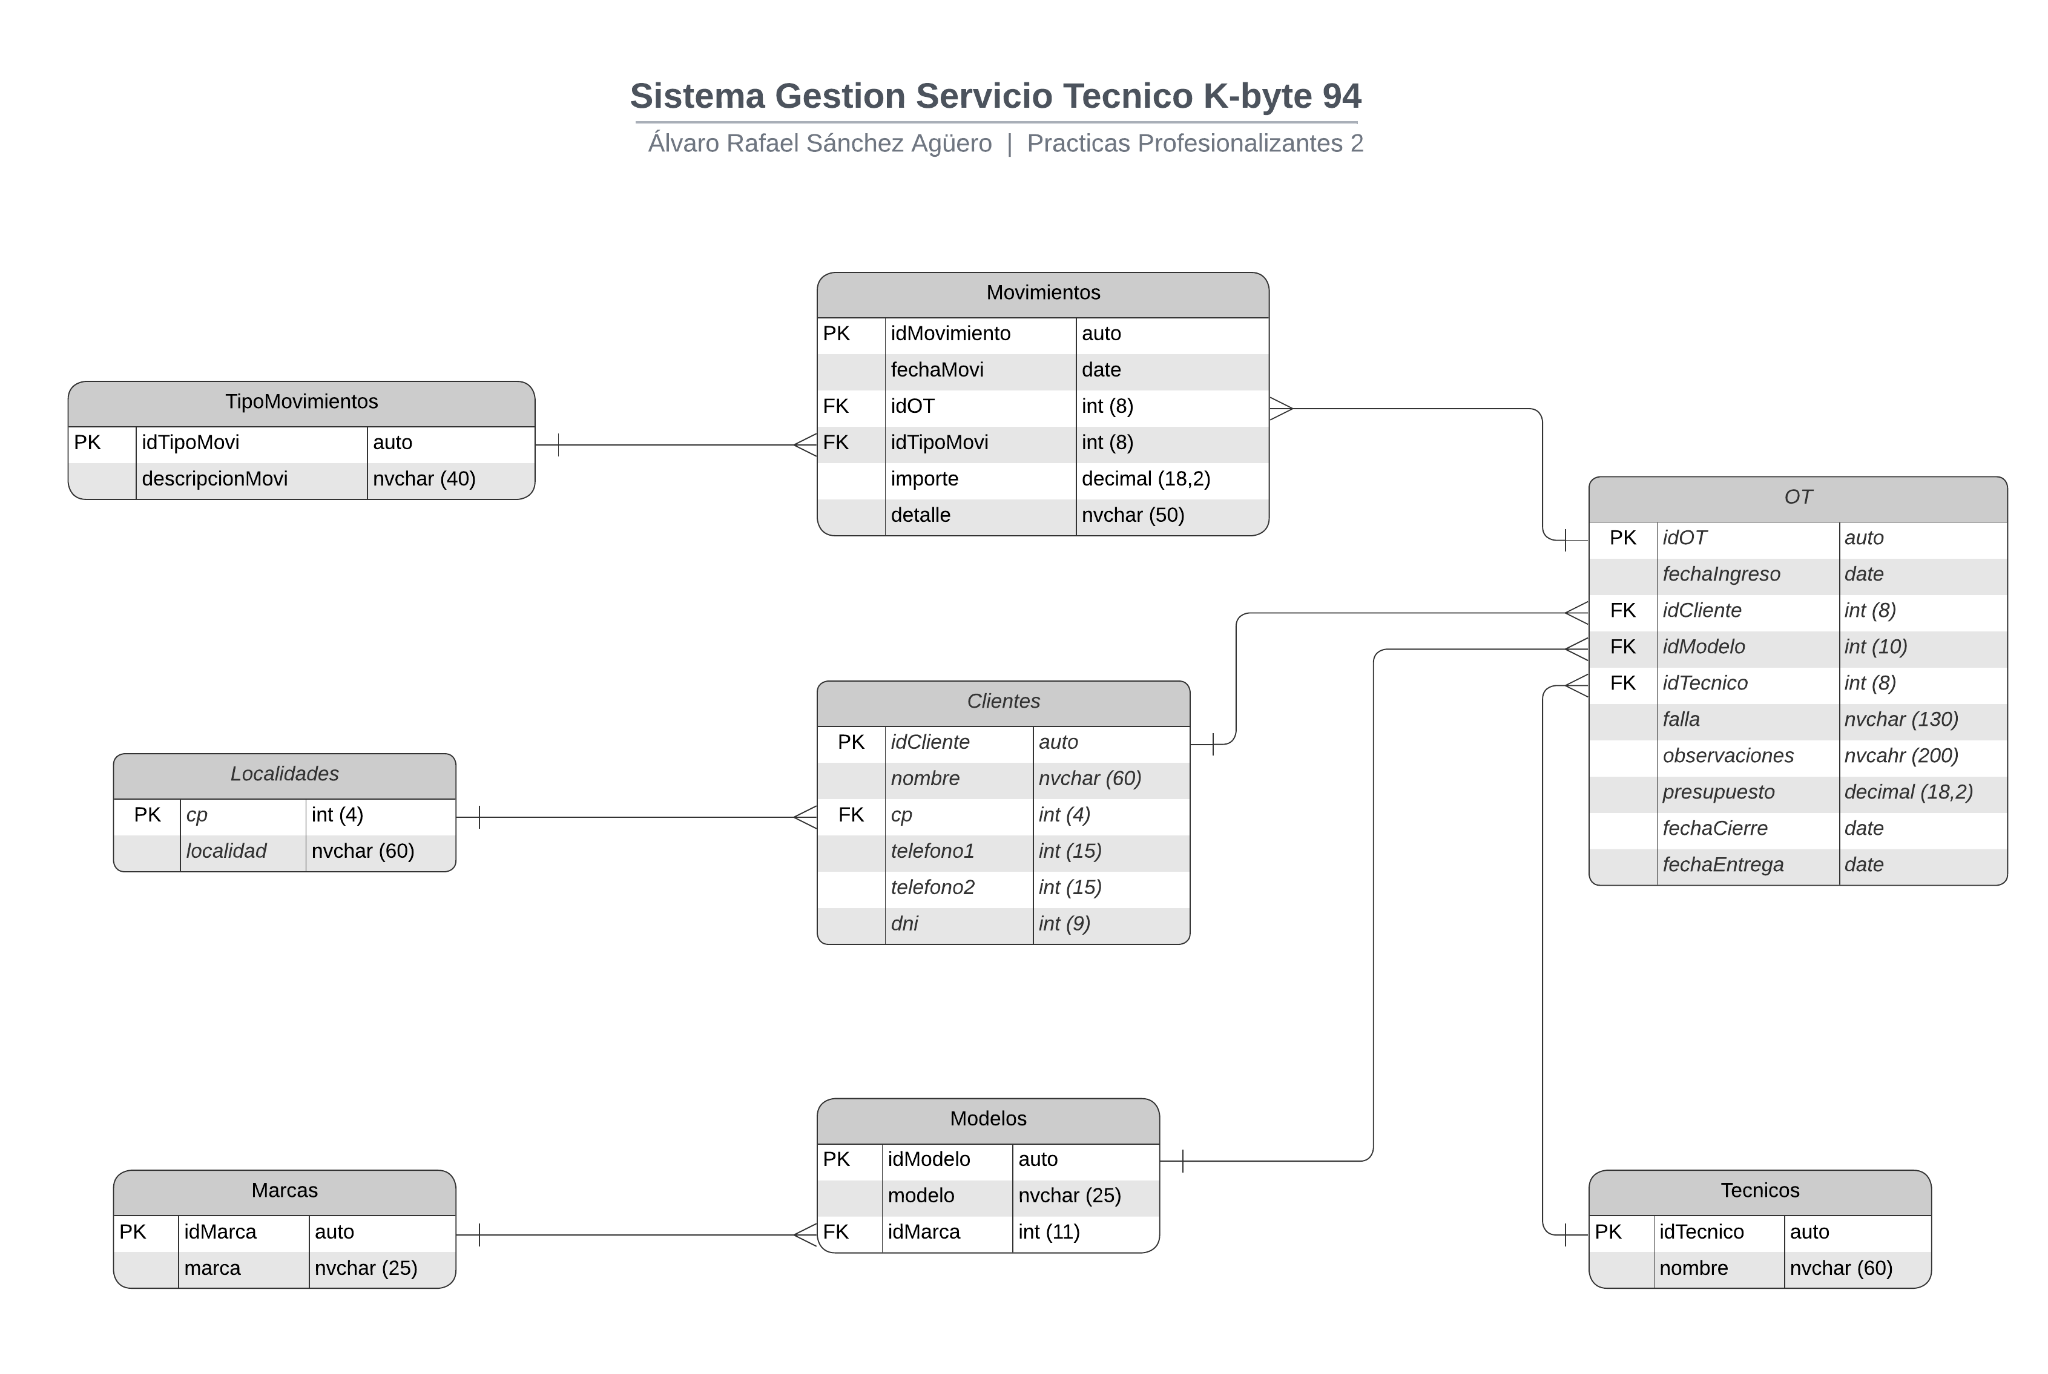 Sistema Gestion Servicio Tecnico K-byte 94
Álvaro Rafael Sánchez Agüero | Practicas Profesionalizantes 2
Movimientos
PK idMovimiento auto
fechaMovi date
FK idOT int (8)
FK idTipoMovi int (8)
importe decimal (18,2)
detalle nvchar (50)
TipoMovimientos
PK idTipoMovi auto
descripcionMovi nvchar (40)
OT
PK idOT auto
fechaIngreso date
FK idCliente int (8)
FK idModelo int (10)
FK idTecnico int (8)
falla nvchar (130)
observaciones nvcahr (200)
presupuesto decimal (18,2)
fechaCierre date
fechaEntrega date
Clientes
PK idCliente auto
nombre nvchar (60)
FK cp int (4)
telefono1 int (15)
telefono2 int (15)
dni int (9)
Localidades
PK cp int (4)
localidad nvchar (60)
Modelos
PK idModelo auto
modelo nvchar (25)
FK idMarca int (11)
Marcas
PK idMarca auto
marca nvchar (25)
Tecnicos
PK idTecnico auto
nombre nvchar (60)